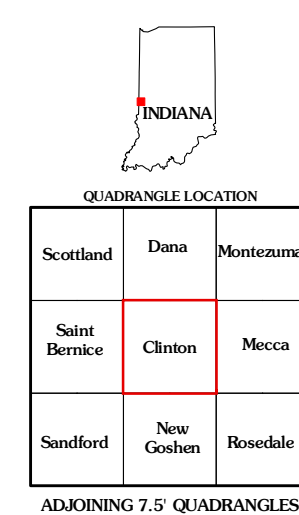 INDIANA
QUADRANGLE LOCATION
Scottland
Dana
Montezuma
Saint
Bernice
Clinton
Mecca
Sandford
New
Goshen
Rosedale
ADJOINING 7.5' QUADRANGLES